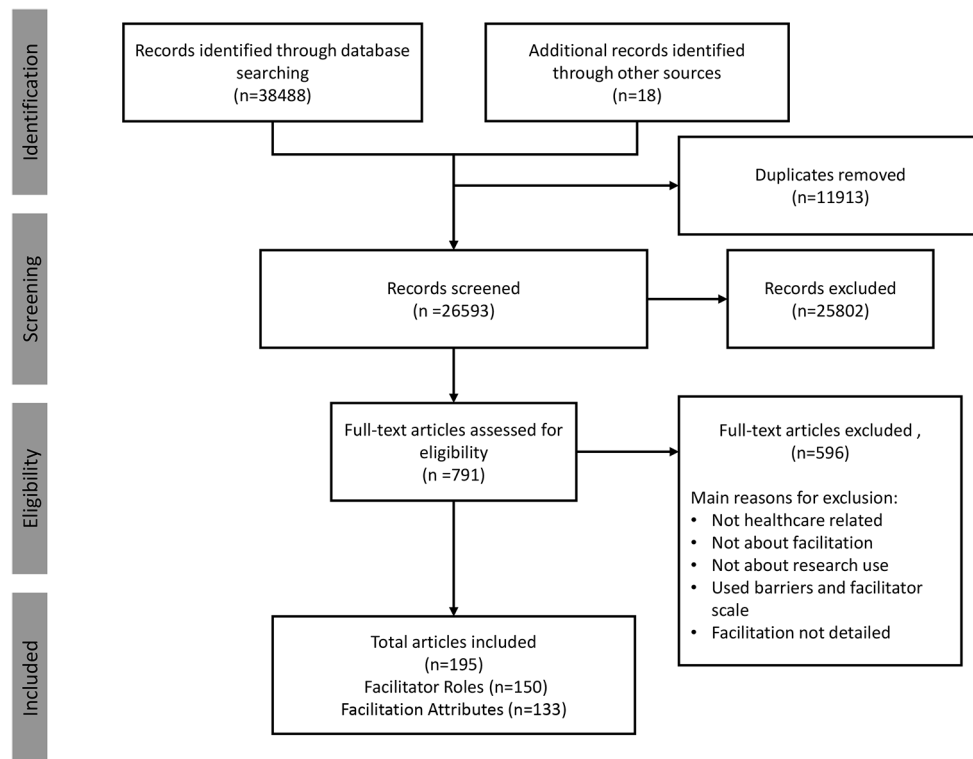 Identification
Records identified through database
searching
(n=38488)
Additional records identified
through other sources
(n=18)
Duplicates removed
(n=11913)
Screening
Records screened
(n =26593)
Records excluded
(n=25802)
Eligibility
Full-text articles assessed for
eligibility
(n =791)
Full-text articles excluded ,
(n=596)
Main reasons for exclusion:
• Not healthcare related
• Not about facilitation
• Not about research use
• Used barriers and facilitator
scale
• Facilitation not detailed
Included
Total articles included
(n=195)
Facilitator Roles (n=150)
Facilitation Attributes (n=133)